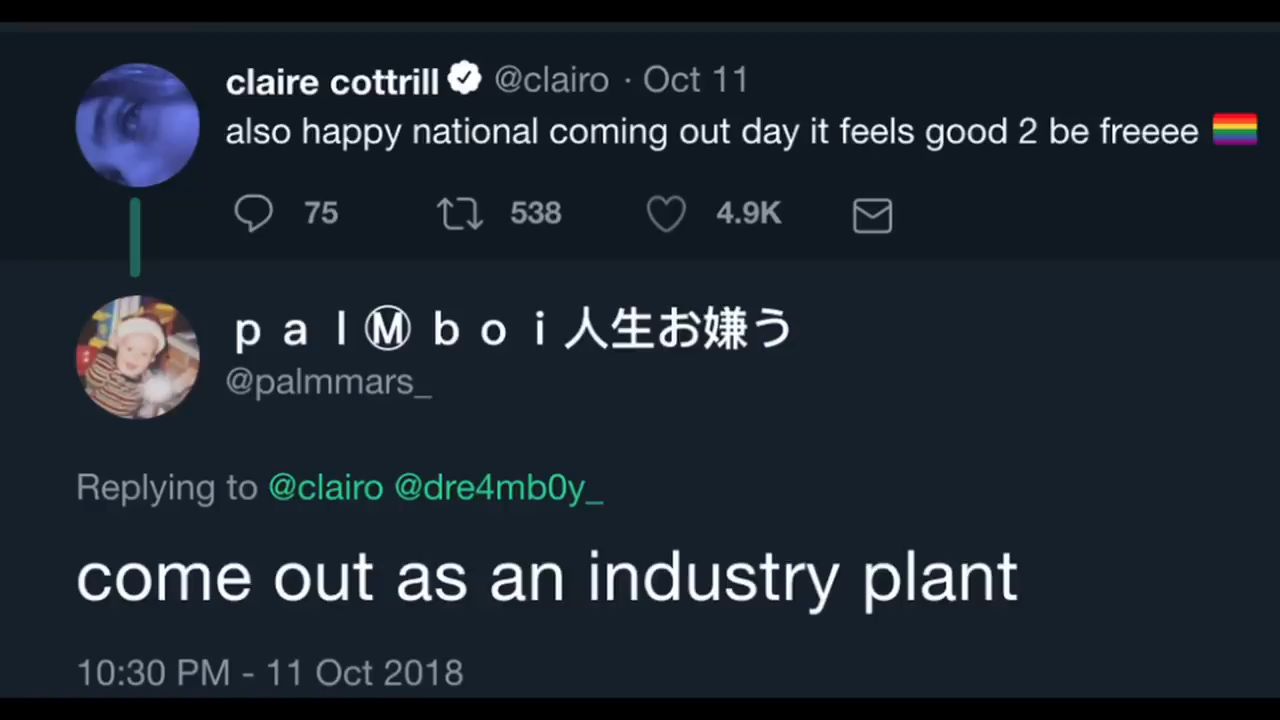 claire cottrill @clairo · Oct 11
also happy national coming out day it feels good 2 be freeee 🏳️‍🌈
75 538 4.9K
p a l Ⓜ b o i 人生お嫌う
@palmmars_
Replying to @clairo @dre4mb0y_
come out as an industry plant
10:30 PM - 11 Oct 2018